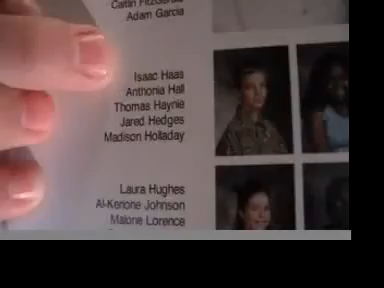 Caitlin FitzGerald
Adam Garcia
Isaac Haas
Anthonia Hall
Thomas Haynie
Jared Hedges
Madison Holladay
Laura Hughes
Al-Kerione Johnson
Malone Lorence